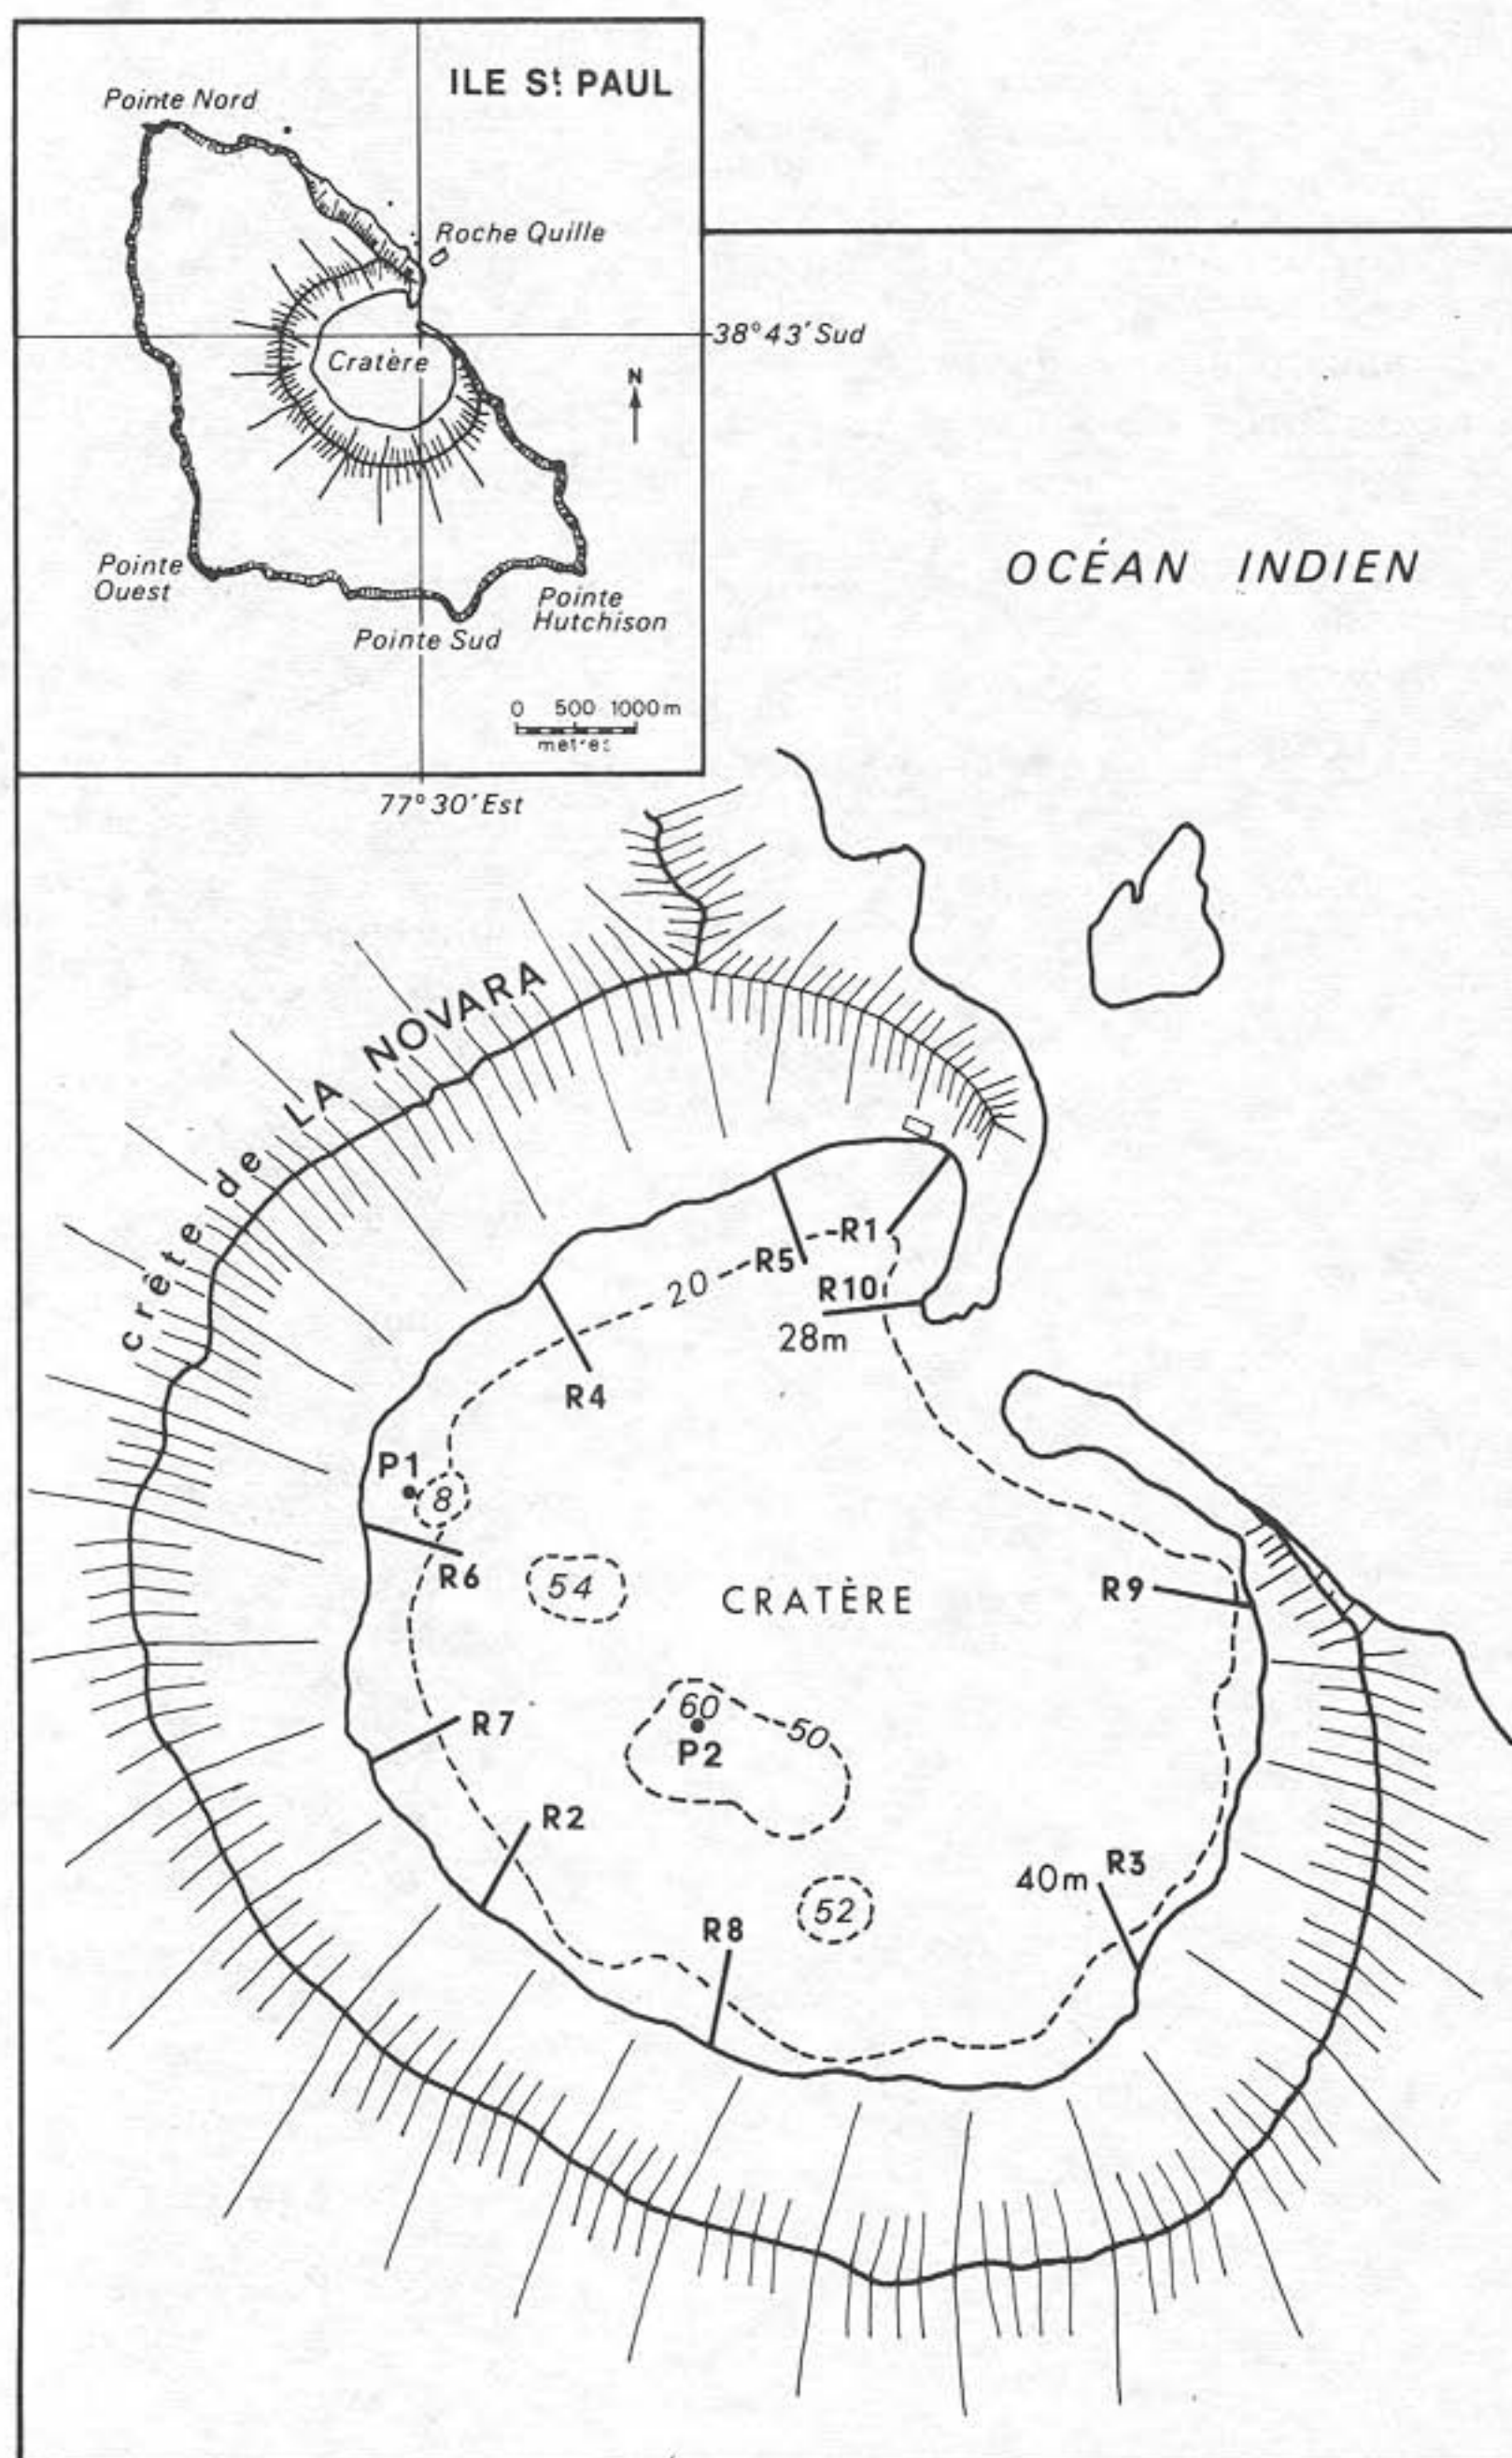 ILE St PAUL
Pointe Nord
Roche Quille
38°43' Sud
Cratère
N
Pointe
Ouest
Pointe
Hutchison
Pointe Sud
0 500 1000m
metres
77°30' Est
OCÉAN INDIEN
crête de LA NOVARA
R1
R5
20
R10
28m
R4
P1
8
R6
54
CRATÈRE
R9
60
50
P2
R7
R2
40m R3
52
R8